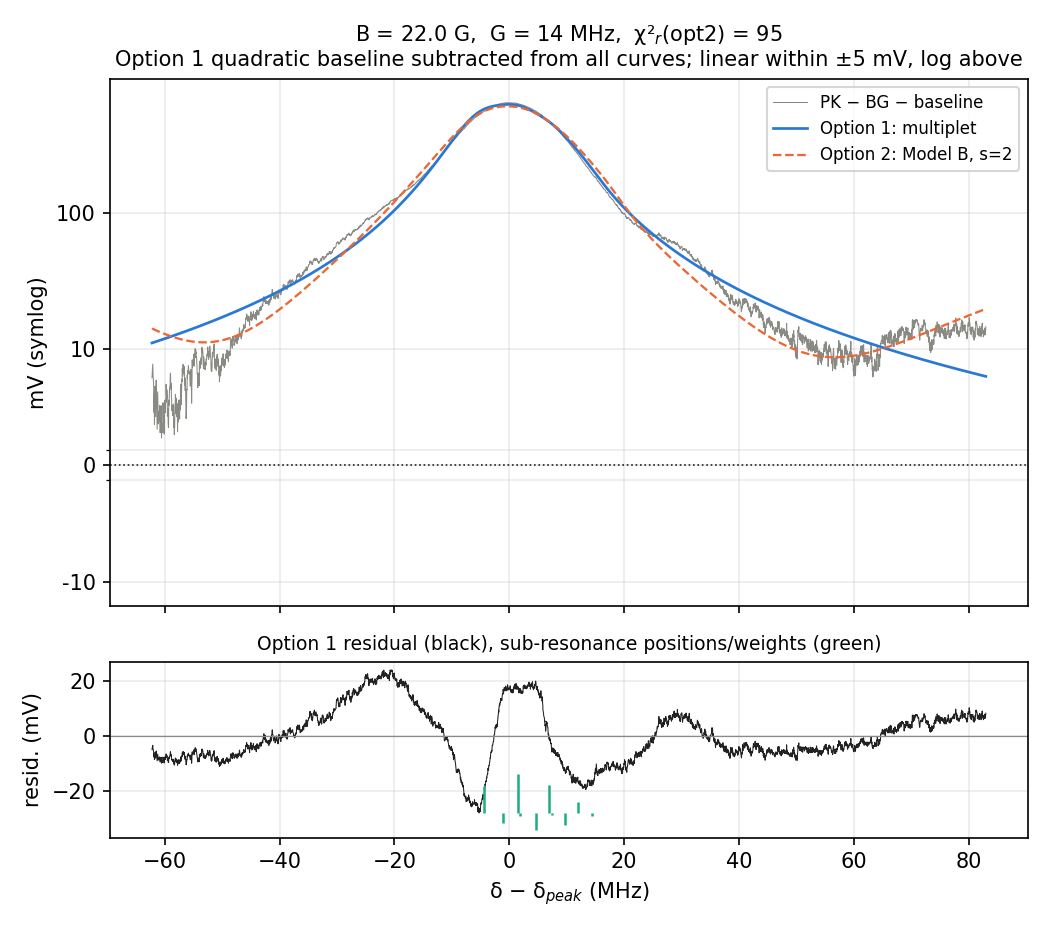 B = 22.0 G,  G = 14 MHz,  χ²ᵣ(opt2) = 95
Option 1 quadratic baseline subtracted from all curves; linear within ±5 mV, log above
PK − BG − baseline
Option 1: multiplet
Option 2: Model B, s=2
mV (symlog)
100
10
0
-10
Option 1 residual (black), sub-resonance positions/weights (green)
resid. (mV)
20
0
−20
−60 −40 −20 0 20 40 60 80
δ − δpeak (MHz)